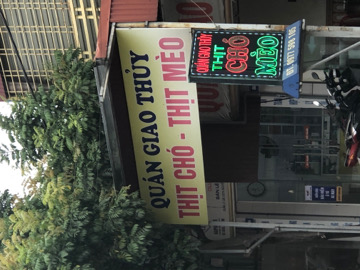 QUÁN GIAO THỦY
THỊT CHÓ - THỊT MÈO
QUÁN GIAO THỦY
THỊT
CHÓ
MÈO